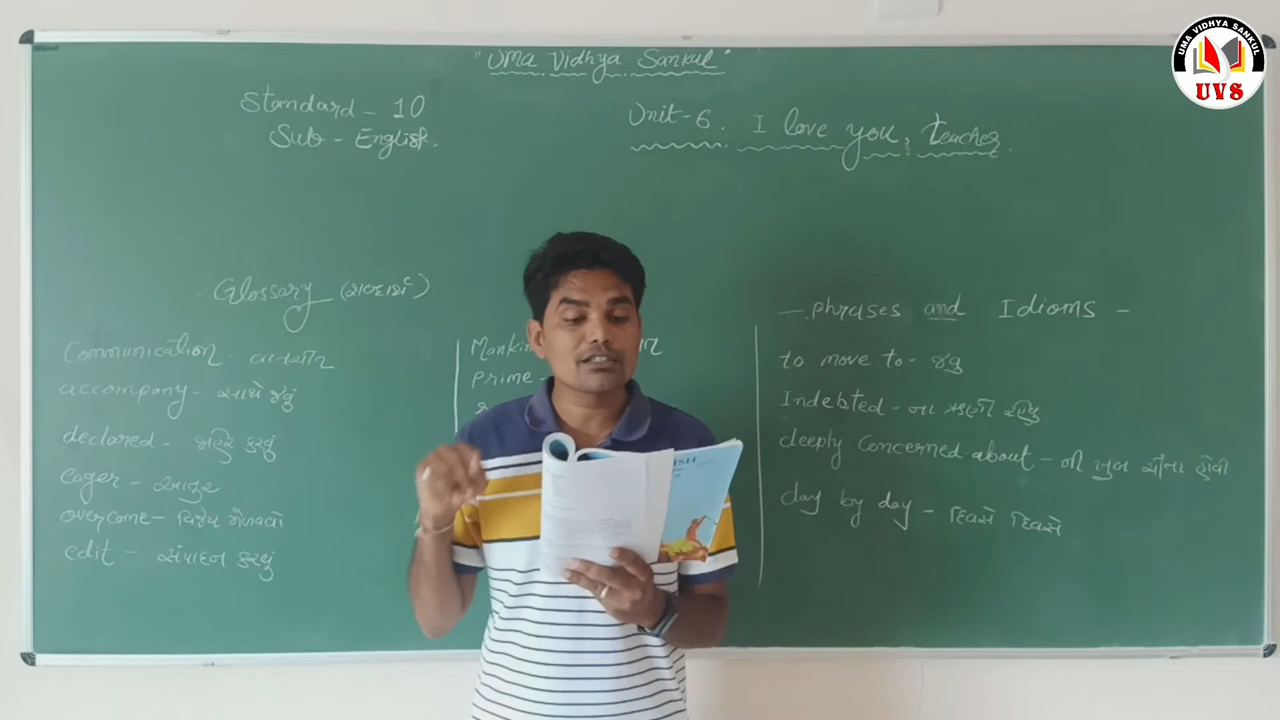 "Uma Vidhya Sankul"
Standard - 10
Sub - English.
Unit-6. I love you, teacher
Glossary (શબ્દાર્થ)
Communication - વાતચીત
accompany - સાથે જવું
declared - જાહેર કરવું
eager - આતુર
overcome - વિજય મેળવવો
edit - સંપાદન કરવું
Prime -
- Phrases and Idioms -
to move to - જવું
Indebted - ના ઋણી રહેવું
deeply Concerned about - ની ખુબ ચીંતા હોવી
day by day - દિવસે દિવસે
UMA VIDHYA SANKUL
UVS